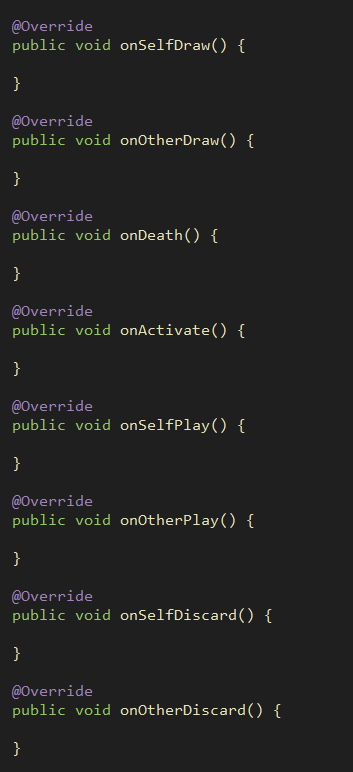 @Override
public void onSelfDraw() {
}
@Override
public void onOtherDraw() {
}
@Override
public void onDeath() {
}
@Override
public void onActivate() {
}
@Override
public void onSelfPlay() {
}
@Override
public void onOtherPlay() {
}
@Override
public void onSelfDiscard() {
}
@Override
public void onOtherDiscard() {
}